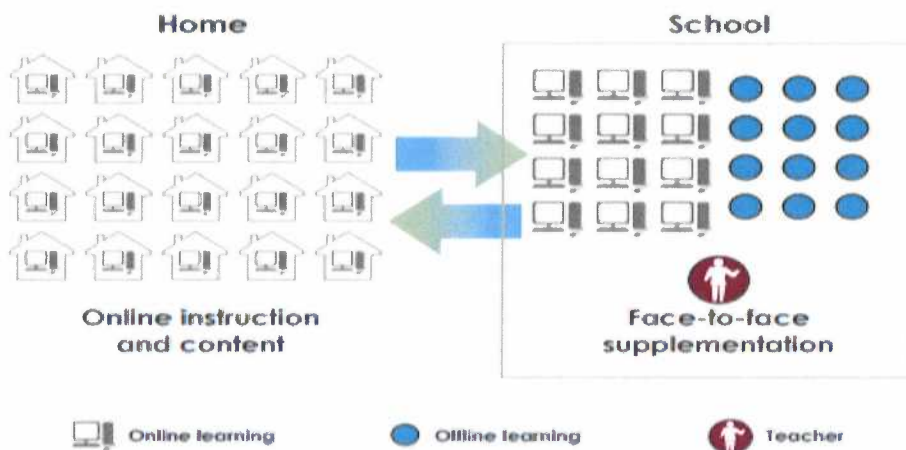 Home
School
Online instruction
and content
Face-to-face
supplementation
Online learning
Offline learning
Teacher